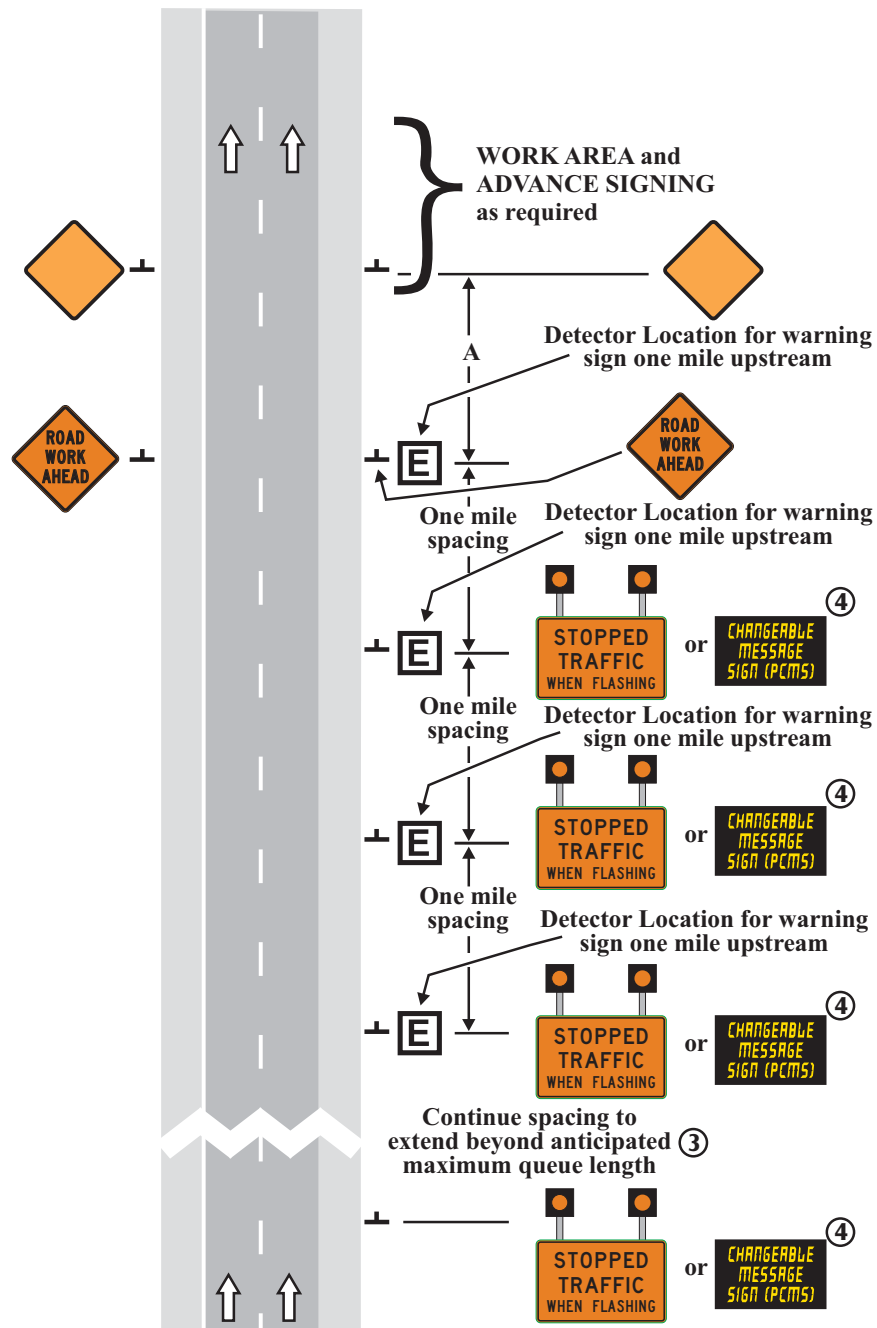 WORK AREA and
ADVANCE SIGNING
as required
A
Detector Location for warning
sign one mile upstream
ROAD
WORK
AHEAD
E
ROAD
WORK
AHEAD
One mile
spacing
Detector Location for warning
sign one mile upstream
E
STOPPED
TRAFFIC
WHEN FLASHING
or
CHANGEABLE
MESSAGE
SIGN (PCMS)
4
One mile
spacing
Detector Location for warning
sign one mile upstream
E
STOPPED
TRAFFIC
WHEN FLASHING
or
CHANGEABLE
MESSAGE
SIGN (PCMS)
4
One mile
spacing
Detector Location for warning
sign one mile upstream
E
STOPPED
TRAFFIC
WHEN FLASHING
or
CHANGEABLE
MESSAGE
SIGN (PCMS)
4
Continue spacing to
extend beyond anticipated 3
maximum queue length
STOPPED
TRAFFIC
WHEN FLASHING
or
CHANGEABLE
MESSAGE
SIGN (PCMS)
4